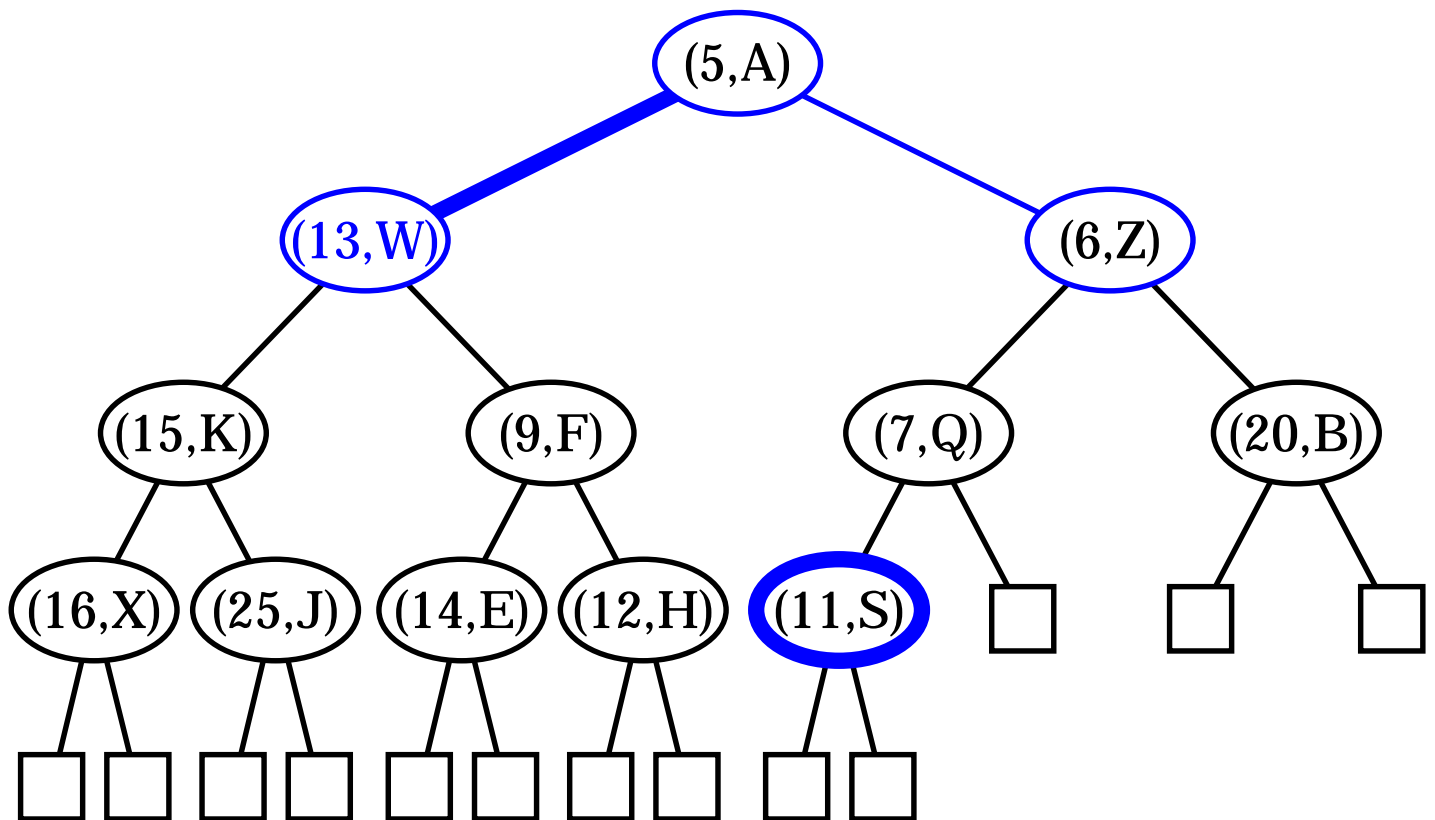 (5,A)
(13,W) (6,Z)
(15,K) (9,F) (7,Q) (20,B)
(16,X) (25,J) (14,E) (12,H) (11,S)